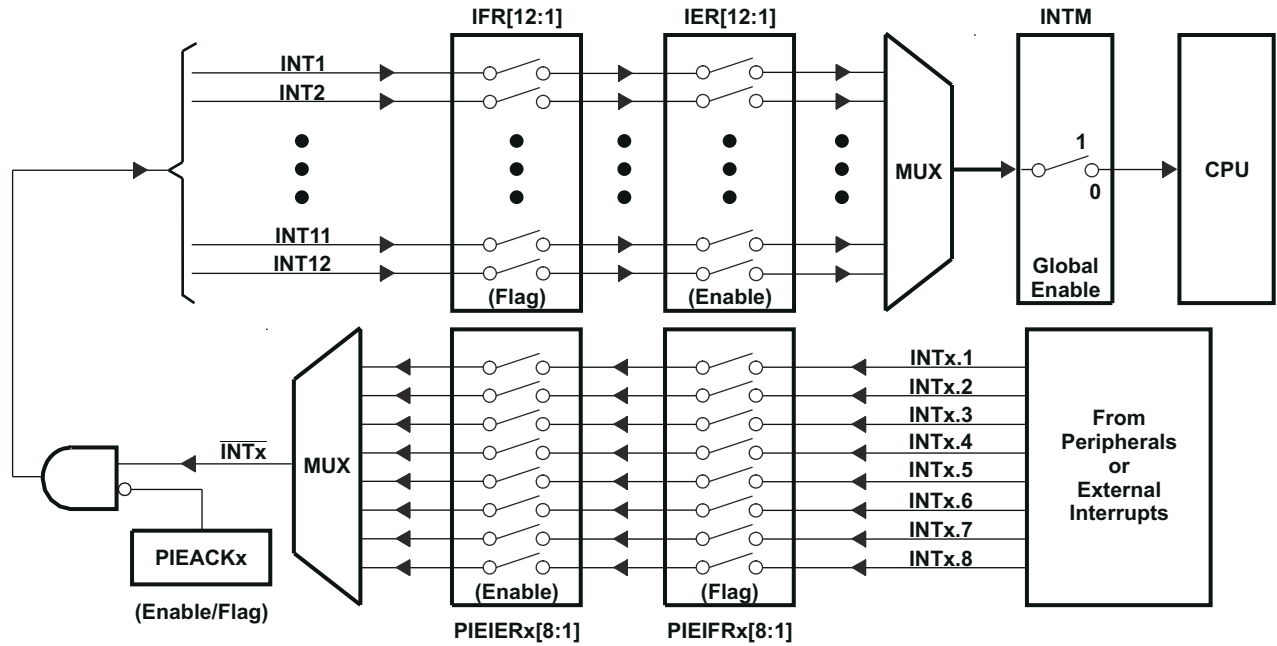 IFR[12:1]
IER[12:1]
INTM
INT1
INT2
1
MUX
CPU
0
INT11
INT12
Global
Enable
(Flag)
(Enable)
INTx.1
INTx.2
INTx.3
INTx.4
INTx.5
INTx.6
INTx.7
INTx.8
From
Peripherals
or
External
Interrupts
INTx
MUX
PIEACKx
(Enable/Flag)
(Enable)
(Flag)
PIEIERx[8:1]
PIEIFRx[8:1]